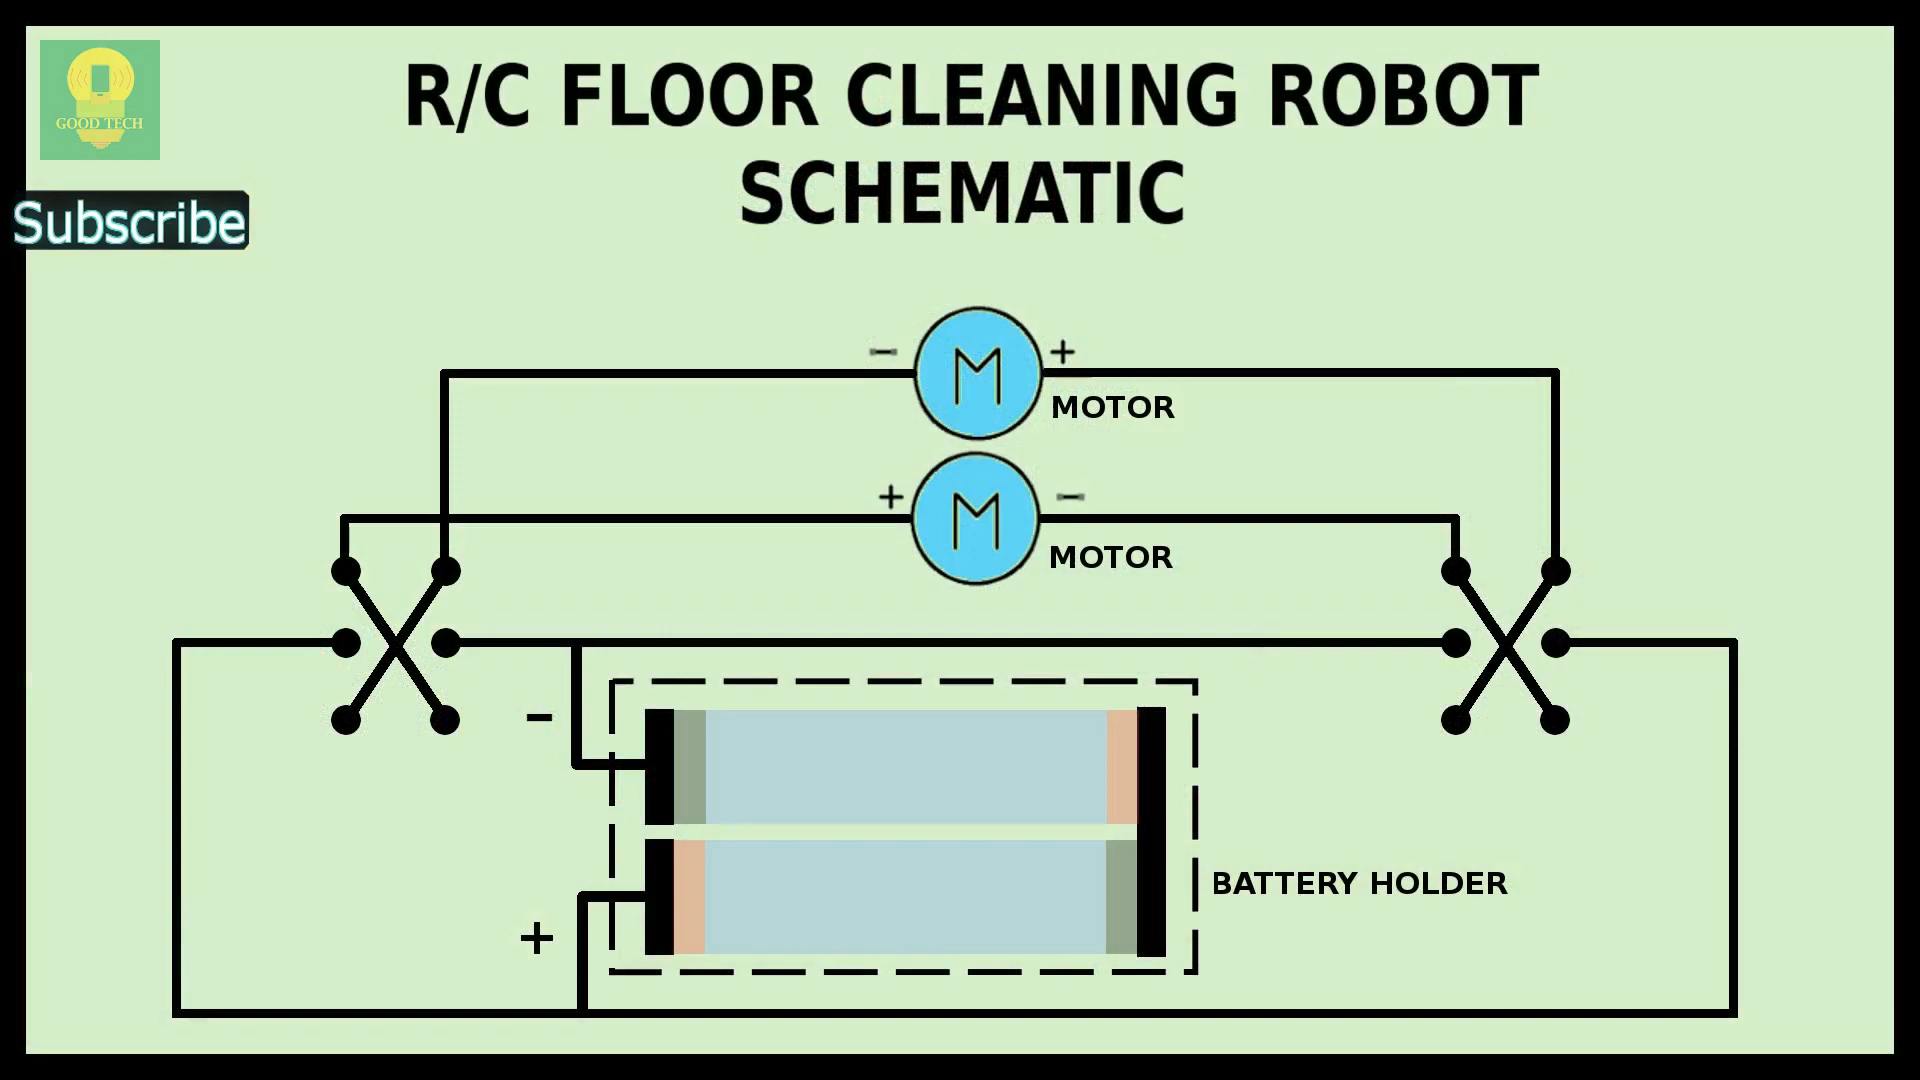 R/C FLOOR CLEANING ROBOT
SCHEMATIC
GOOD TECH
Subscribe
− M +
MOTOR
+ M −
MOTOR
-
+
BATTERY HOLDER